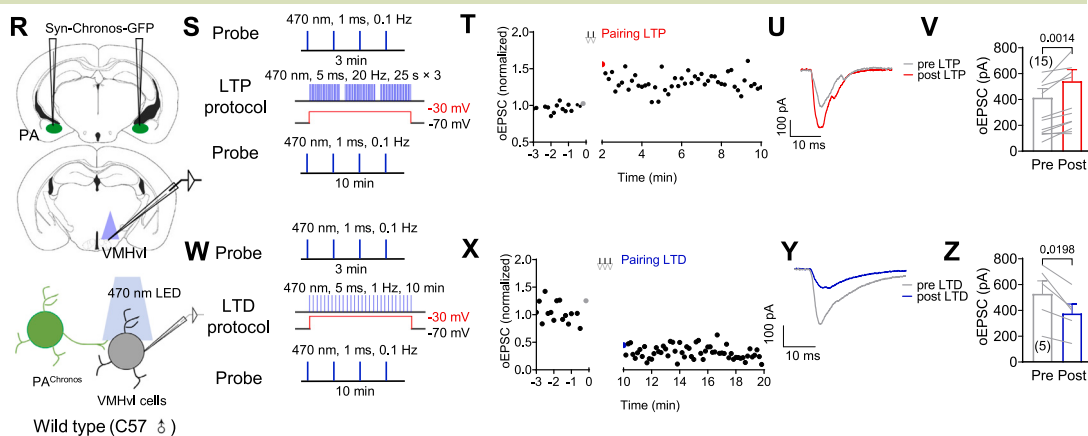 R
Syn-Chronos-GFP
PA
VMHvl
470 nm LED
PA^Chronos
VMHvl cells
Wild type (C57 ♂)
S
Probe
470 nm, 1 ms, 0.1 Hz
3 min
LTP
protocol
470 nm, 5 ms, 20 Hz, 25 s × 3
-30 mV
-70 mV
Probe
470 nm, 1 ms, 0.1 Hz
10 min
T
Pairing LTP
oEPSC (normalized)
2.5
2.0
1.5
1.0
0.5
-3 -2 -1 0
2 4 6 8 10
Time (min)
U
pre LTP
post LTP
100 pA
10 ms
V
0.0014
(15)
oEPSC (pA)
800
600
400
200
0
Pre Post
W
Probe
470 nm, 1 ms, 0.1 Hz
3 min
LTD
protocol
470 nm, 5 ms, 1 Hz, 10 min
-30 mV
-70 mV
Probe
470 nm, 1 ms, 0.1 Hz
10 min
X
Pairing LTD
oEPSC (normalized)
2.0
1.5
1.0
0.5
0.0
-3 -2 -1 0
10 12 14 16 18 20
Time (min)
Y
pre LTD
post LTD
100 pA
10 ms
Z
0.0198
(5)
oEPSC (pA)
800
600
400
200
0
Pre Post